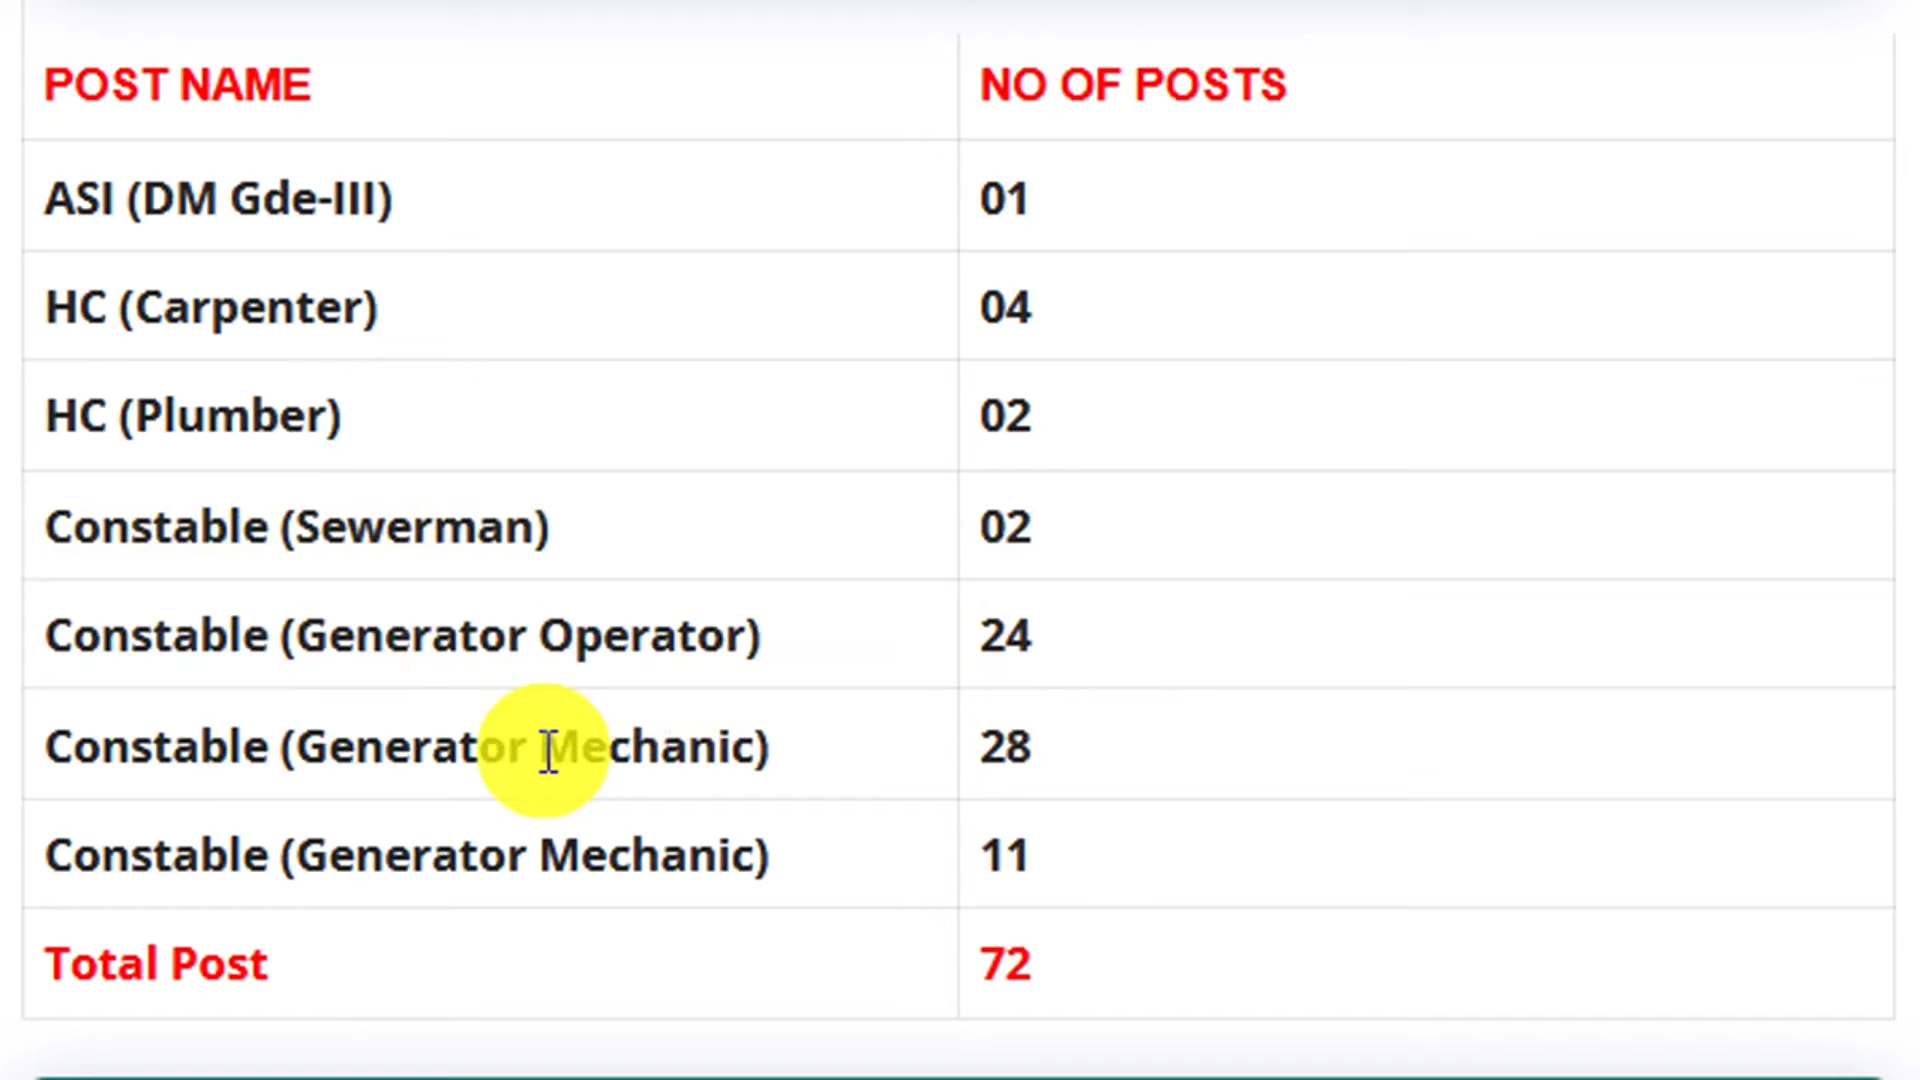 POST NAME NO OF POSTS
ASI (DM Gde-III) 01
HC (Carpenter) 04
HC (Plumber) 02
Constable (Sewerman) 02
Constable (Generator Operator) 24
Constable (Generator Mechanic) 28
Constable (Generator Mechanic) 11
Total Post 72